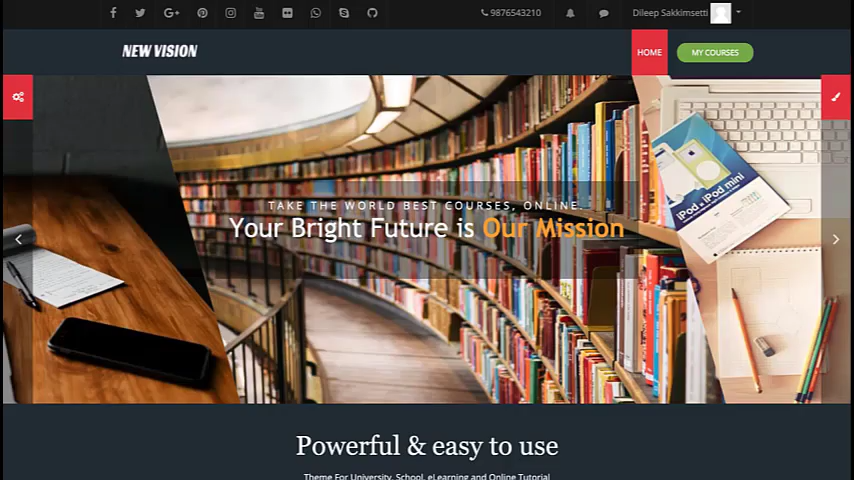 9876543210
Dileep Sakkimsetti
NEW VISION
HOME
MY COURSES
TAKE THE WORLD BEST COURSES, ONLINE.
Your Bright Future is Our Mission
iPod. iPod mini
Powerful & easy to use
Theme For University, School, eLearning and Online Tutorial